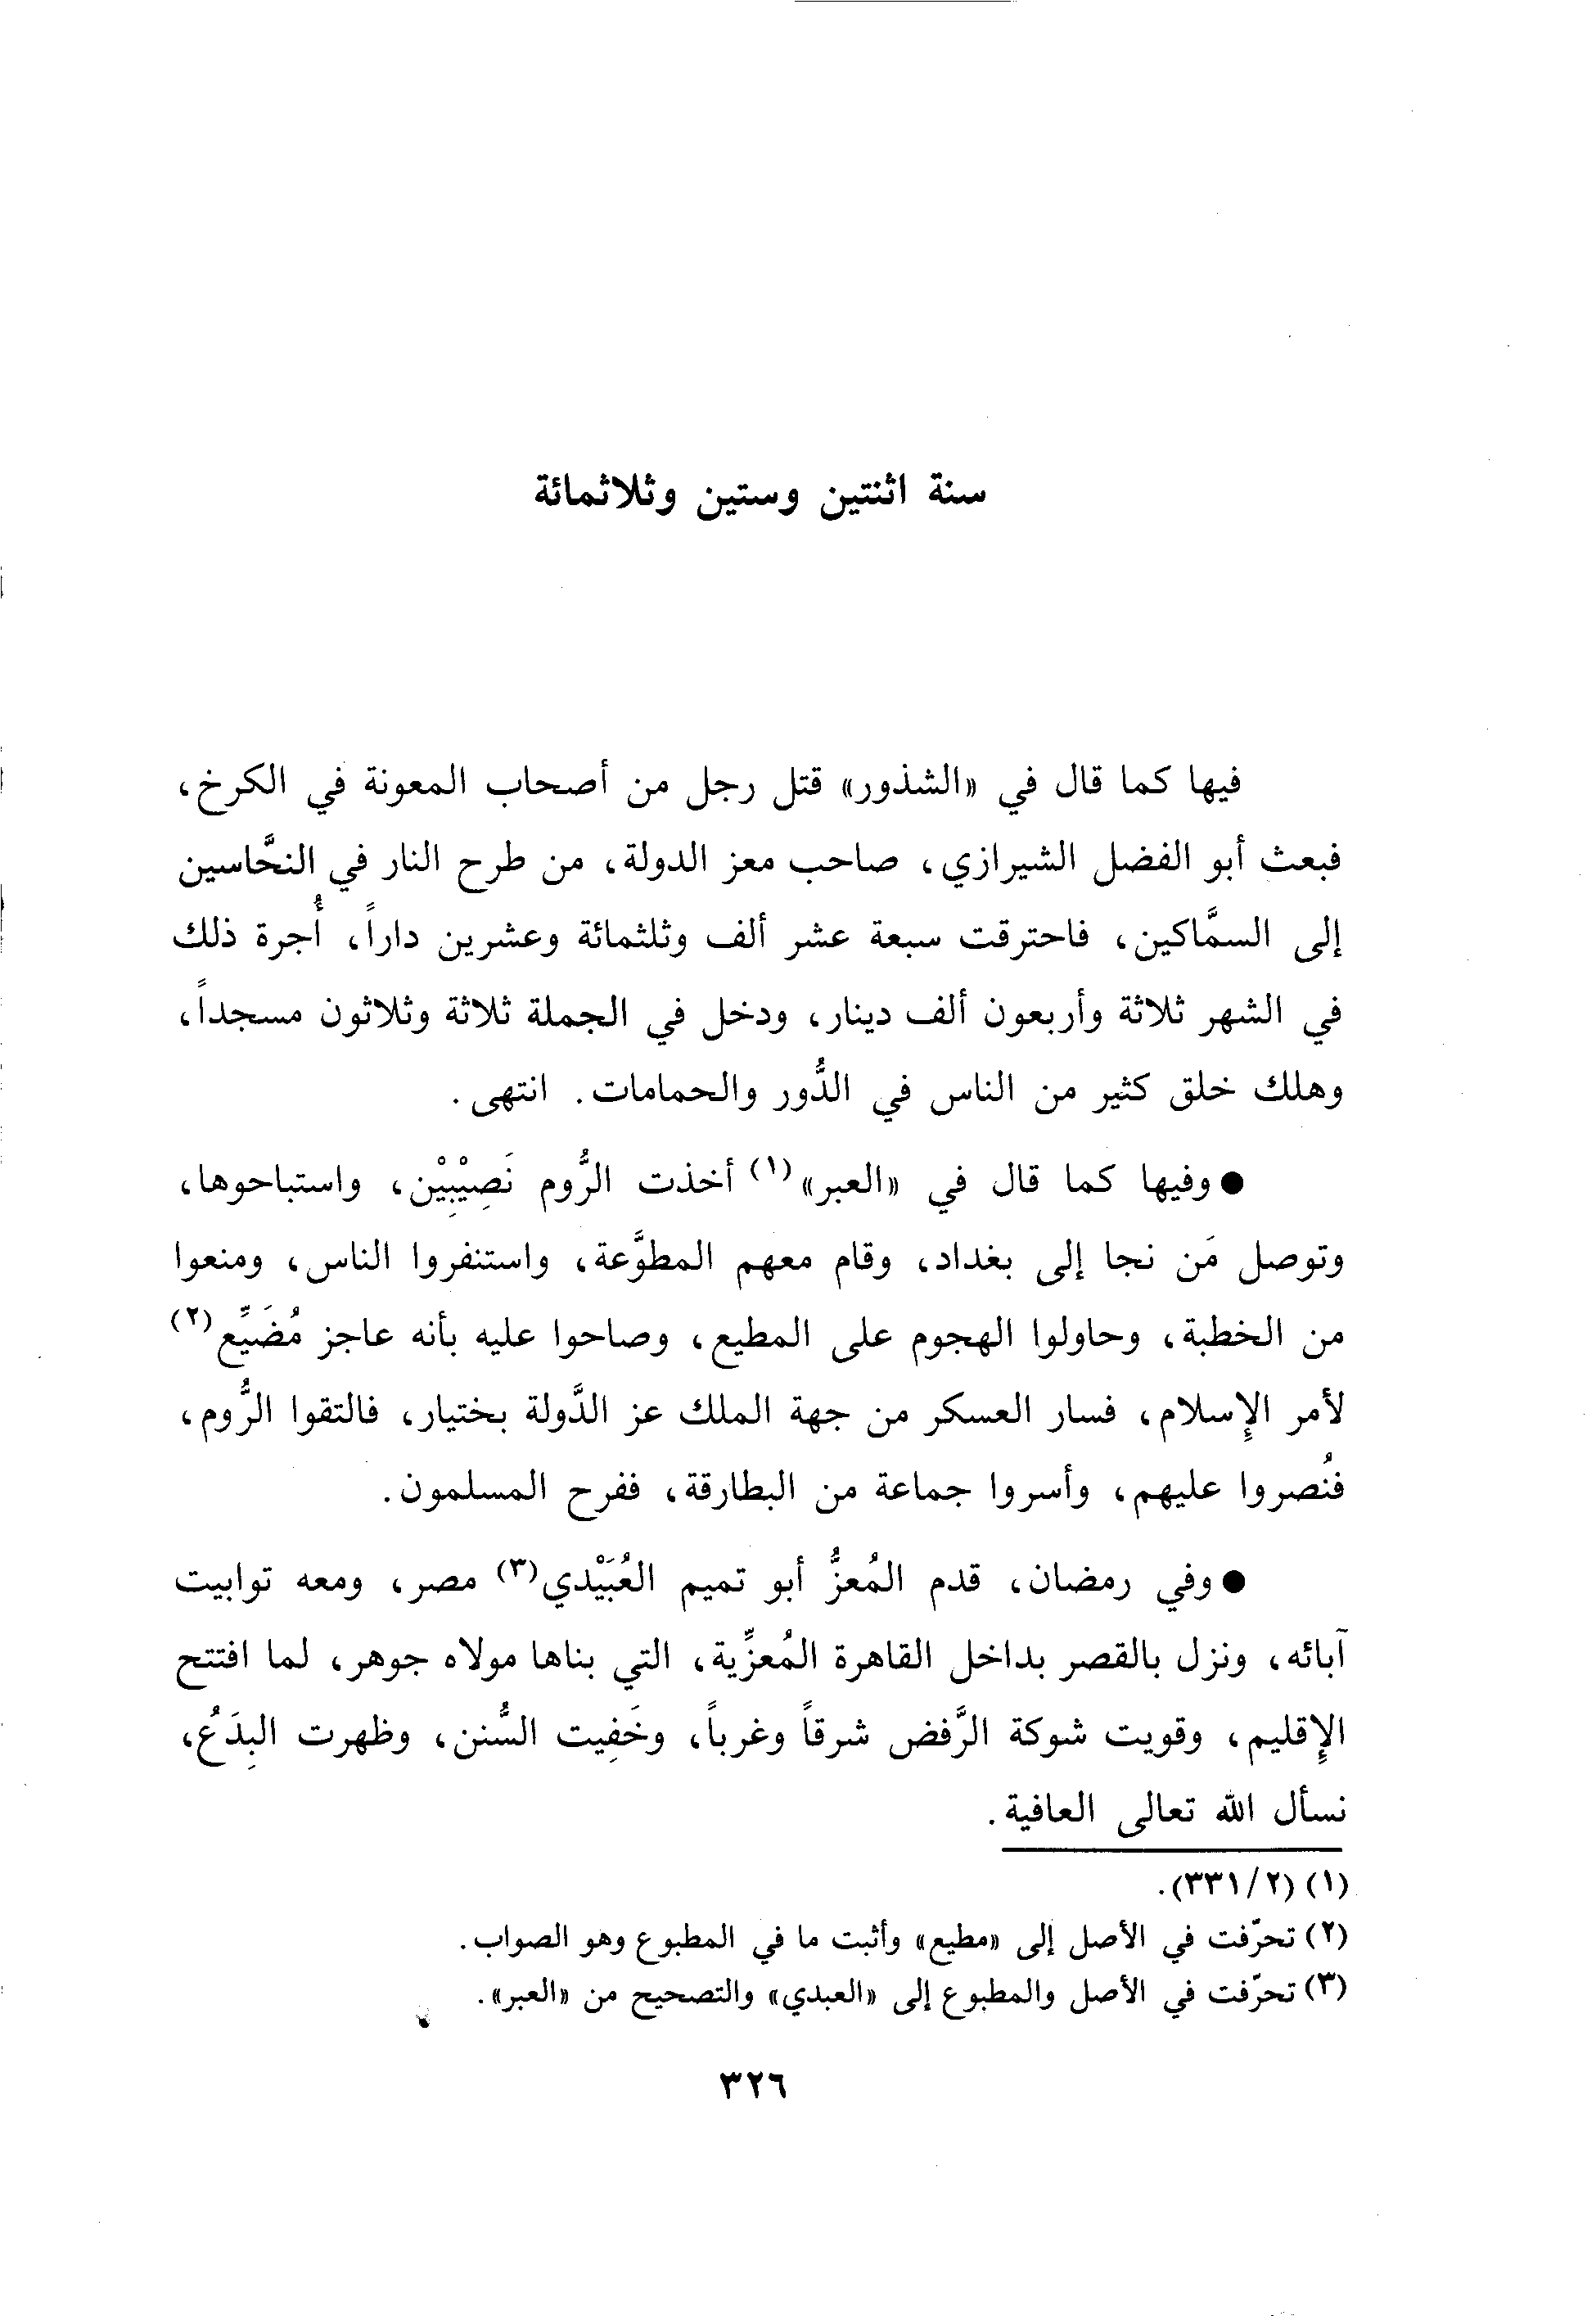 سنة اثنتين وستين وثلاثمائة
فيها كما قال في «الشذور» قتل رجل من أصحاب المعونة في الكرخ،
فبعث أبو الفضل الشيرازي، صاحب معز الدولة، من طرح النار في النحَّاسين
إلى السمَّاكين، فاحترقت سبعة عشر ألف وثلثمائة وعشرين داراً، أُجرة ذلك
في الشهر ثلاثة وأربعون ألف دينار، ودخل في الجملة ثلاثة وثلاثون مسجداً،
وهلك خلق كثير من الناس في الدُّور والحمامات. انتهى.
● وفيها كما قال في «العبر» (١) أخذت الرُّوم نَصِيْبِيْن، واستباحوها،
وتوصل مَن نجا إلى بغداد، وقام معهم المطوَّعة، واستنفروا الناس، ومنعوا
من الخطبة، وحاولوا الهجوم على المطيع، وصاحوا عليه بأنه عاجز مُضَيِّع (٢)
لأمر الإِسلام، فسار العسكر من جهة الملك عز الدَّولة بختيار، فالتقوا الرُّوم،
فنُصروا عليهم، وأسروا جماعة من البطارقة، ففرح المسلمون.
● وفي رمضان، قدم المُعزُّ أبو تميم العُبَيْدي (٣) مصر، ومعه توابيت
آبائه، ونزل بالقصر بداخل القاهرة المُعزِّية، التي بناها مولاه جوهر، لما افتتح
الإِقليم، وقويت شوكة الرَّفض شرقاً وغرباً، وخَفِيت السُّنن، وظهرت البِدَعُ،
نسأل الله تعالى العافية.
(١) (٢/ ٣٣١).
(٢) تحرّفت في الأصل إلى «مطيع» وأثبت ما في المطبوع وهو الصواب.
(٣) تحرّفت في الأصل والمطبوع إلى «العبدي» والتصحيح من «العبر».
٣٢٦